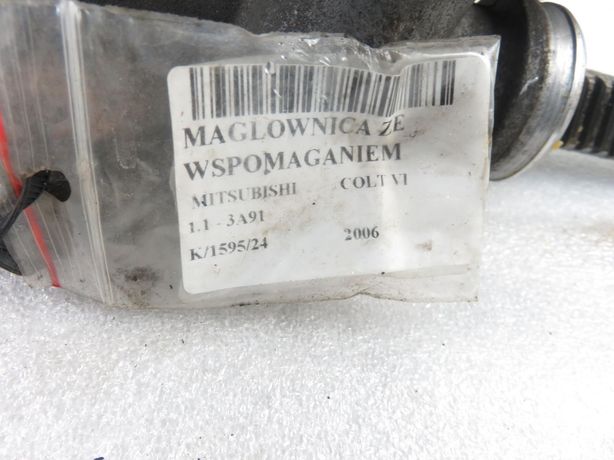 MAGLOWNICA ZE
WSPOMAGANIEM
MITSUBISHI COLT VI
1.1 - 3A91
K/1595/24 2006